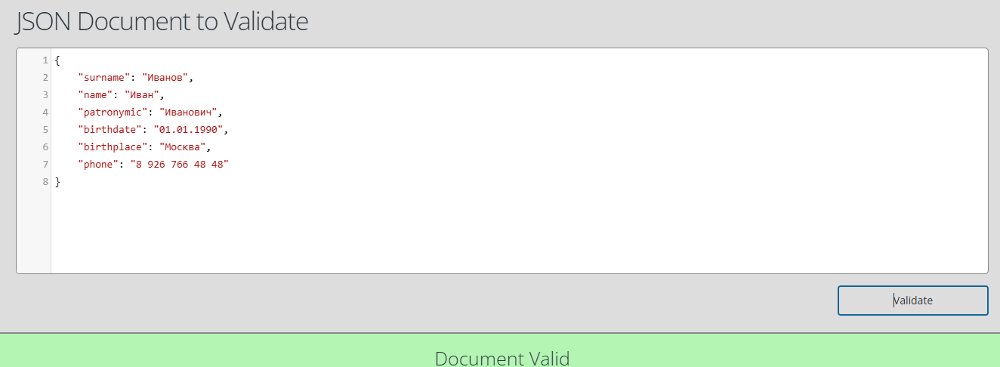 JSON Document to Validate
1 {
2 "surname": "Иванов",
3 "name": "Иван",
4 "patronymic": "Иванович",
5 "birthdate": "01.01.1990",
6 "birthplace": "Москва",
7 "phone": "8 926 766 48 48"
8 }
Validate
Document Valid